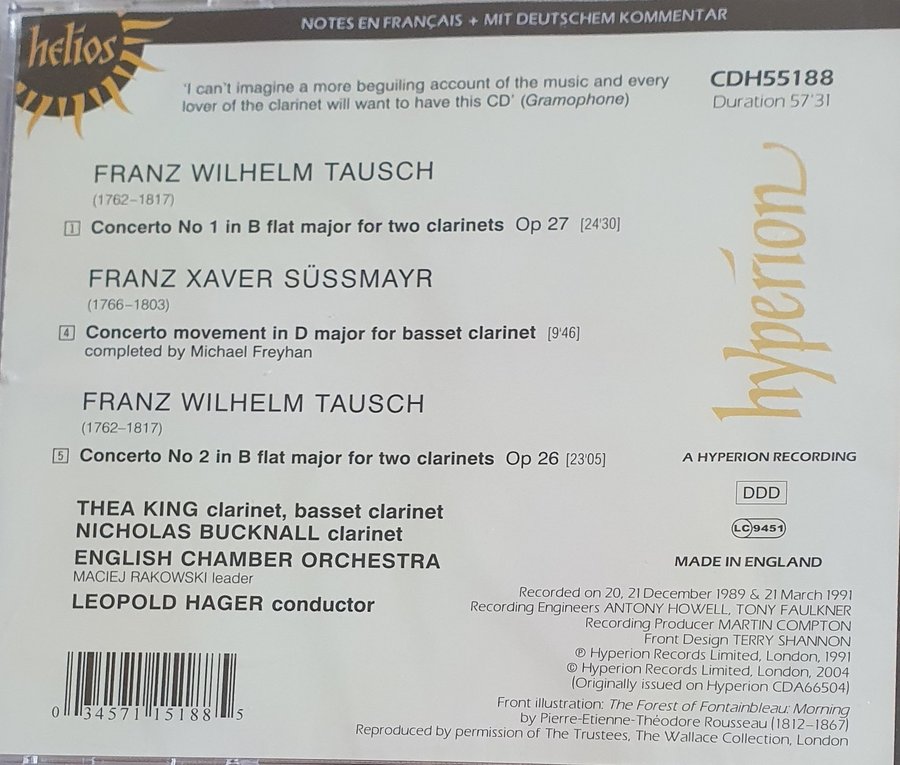 NOTES EN FRANÇAIS + MIT DEUTSCHEM KOMMENTAR
helios
'I can't imagine a more beguiling account of the music and every
lover of the clarinet will want to have this CD' (Gramophone)
CDH55188
Duration 57'31
FRANZ WILHELM TAUSCH
(1762–1817)
1 Concerto No 1 in B flat major for two clarinets Op 27 [24'30]
FRANZ XAVER SÜSSMAYR
(1766–1803)
4 Concerto movement in D major for basset clarinet [9'46]
completed by Michael Freyhan
FRANZ WILHELM TAUSCH
(1762–1817)
5 Concerto No 2 in B flat major for two clarinets Op 26 [23'05]
hyperion
A HYPERION RECORDING
DDD
LC 9451
MADE IN ENGLAND
THEA KING clarinet, basset clarinet
NICHOLAS BUCKNALL clarinet
ENGLISH CHAMBER ORCHESTRA
MACIEJ RAKOWSKI leader
LEOPOLD HAGER conductor
Recorded on 20, 21 December 1989 & 21 March 1991
Recording Engineers ANTONY HOWELL, TONY FAULKNER
Recording Producer MARTIN COMPTON
Front Design TERRY SHANNON
℗ Hyperion Records Limited, London, 1991
© Hyperion Records Limited, London, 2004
(Originally issued on Hyperion CDA66504)
Front illustration: The Forest of Fontainbleau: Morning
by Pierre-Etienne-Théodore Rousseau (1812–1867)
Reproduced by permission of The Trustees, The Wallace Collection, London
0 34571 15188 5